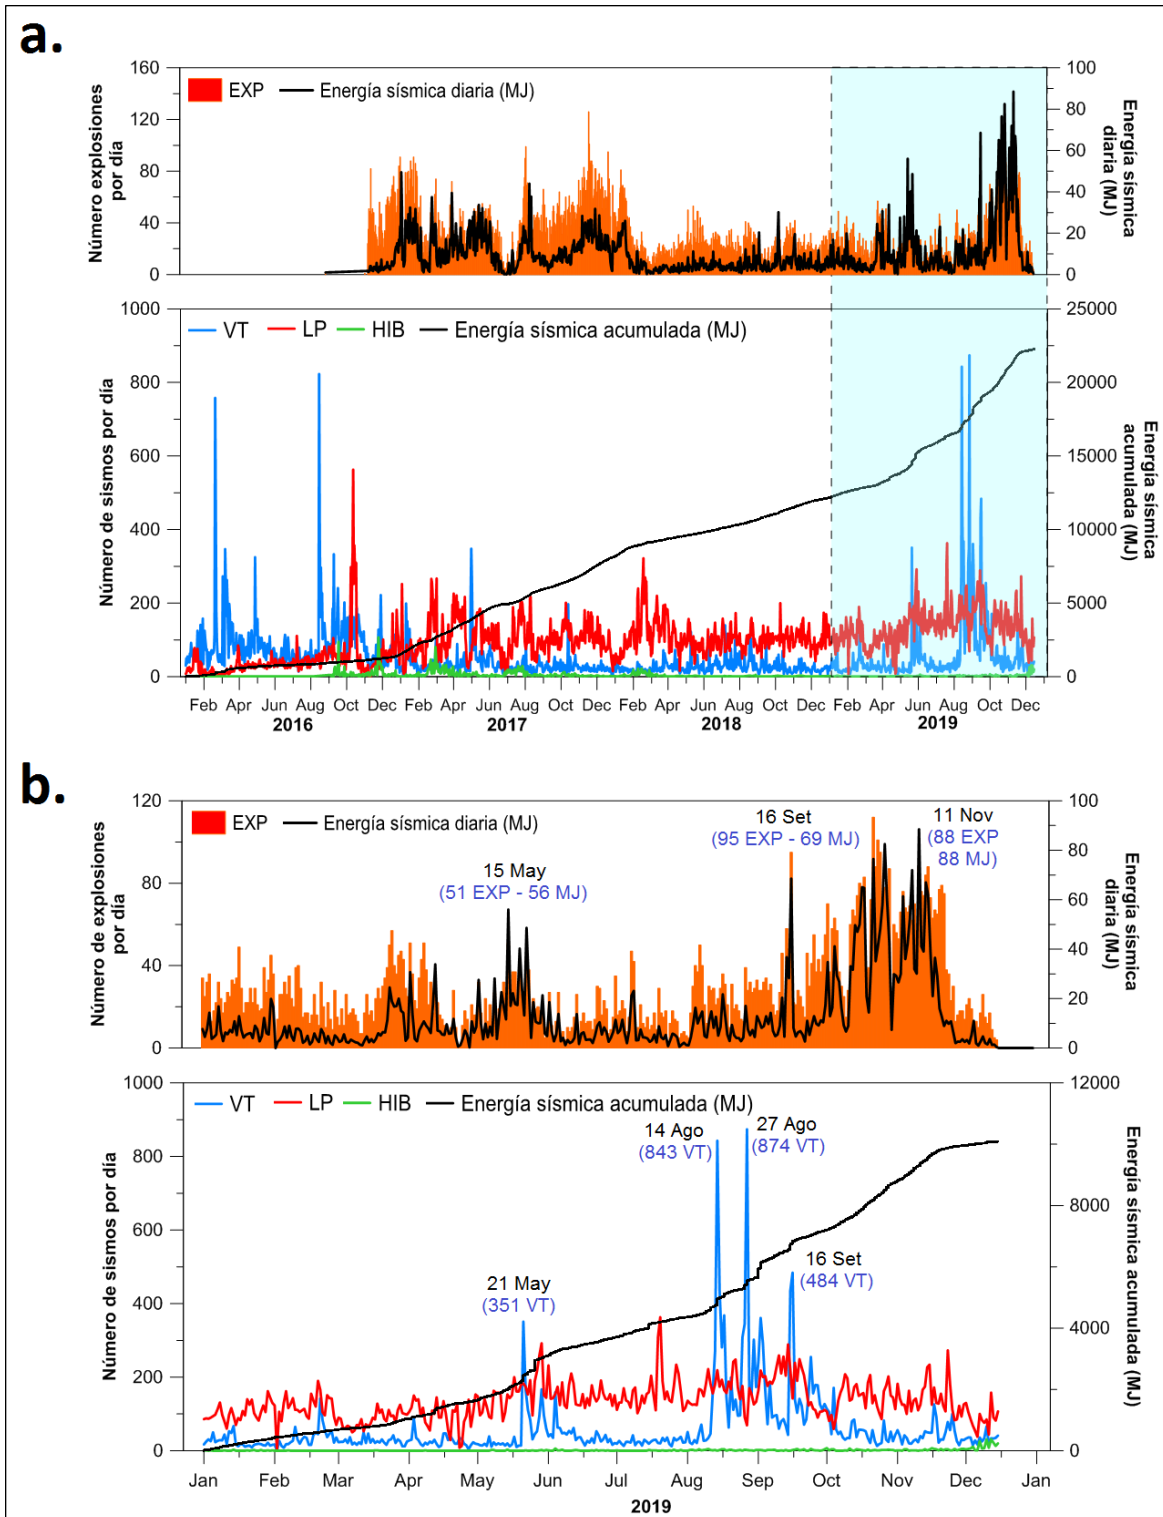 a.
160
120
80
40
0
Número explosiones
por día
EXP
Energía sísmica diaria (MJ)
100
80
60
40
20
0
Energía sísmica
diaria (MJ)
1000
800
600
400
200
0
Número de sismos por día
VT LP HIB Energía sísmica acumulada (MJ)
25000
20000
15000
10000
5000
0
Energía sísmica
acumulada (MJ)
Feb Apr Jun Aug Oct Dec Feb Apr Jun Aug Oct Dec Feb Apr Jun Aug Oct Dec Feb Apr Jun Aug Oct Dec
2016 2017 2018 2019
b.
120
80
40
0
Número de explosiones
por día
EXP
Energía sísmica diaria (MJ)
15 May
(51 EXP - 56 MJ)
16 Set
(95 EXP - 69 MJ)
11 Nov
(88 EXP
88 MJ)
100
80
60
40
20
0
Energía sísmica
diaria (MJ)
1000
800
600
400
200
0
Número de sismos por día
VT LP HIB Energía sísmica acumulada (MJ)
21 May
(351 VT)
14 Ago
(843 VT)
27 Ago
(874 VT)
16 Set
(484 VT)
12000
8000
4000
0
Energía sísmica acumulada (MJ)
Jan Feb Mar Apr May Jun Jul Aug Sep Oct Nov Dec Jan
2019